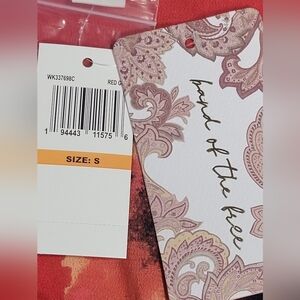 WK337698C
RED G
1 94443 11575 6
SIZE: S
band of the free